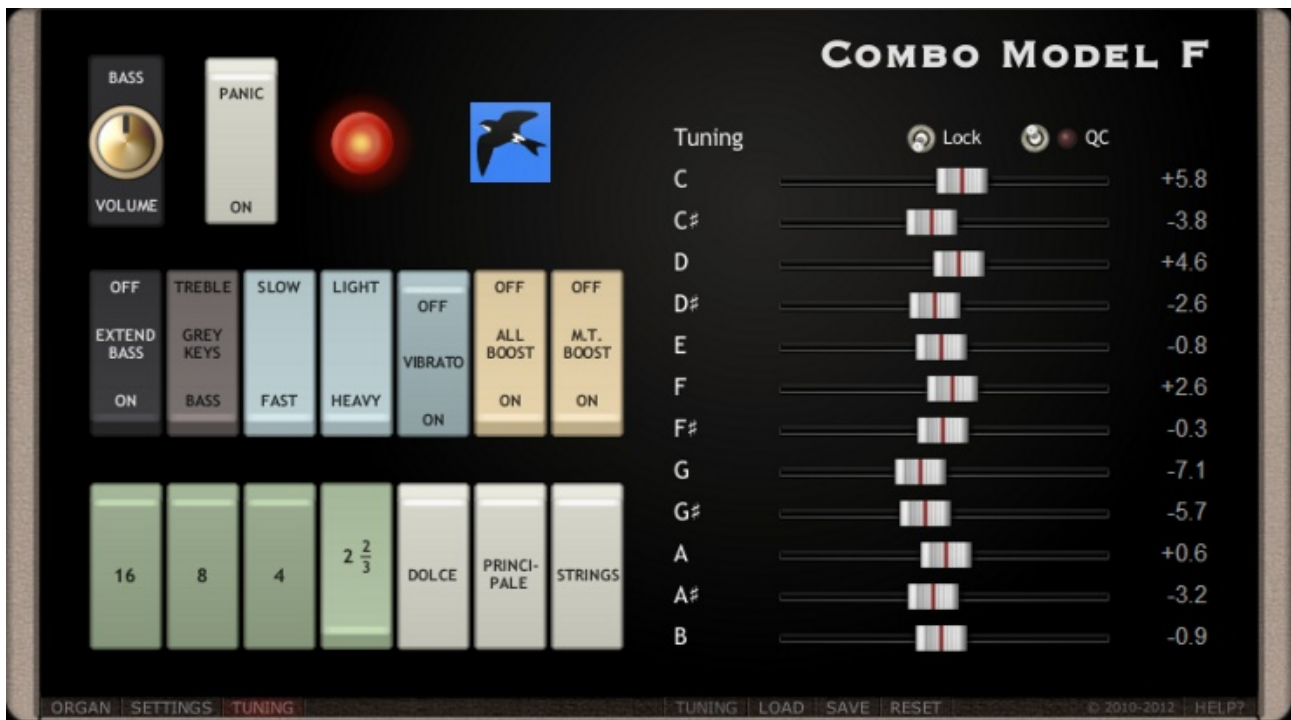 COMBO MODEL F
BASS
VOLUME
PANIC
ON
Tuning Lock QC
C +5.8
C♯ -3.8
D +4.6
D♯ -2.6
E -0.8
F +2.6
F♯ -0.3
G -7.1
G♯ -5.7
A +0.6
A♯ -3.2
B -0.9
OFF
EXTEND
BASS
ON
TREBLE
GREY
KEYS
BASS
SLOW
FAST
LIGHT
HEAVY
OFF
VIBRATO
ON
OFF
ALL
BOOST
ON
OFF
M.T.
BOOST
ON
16
8
4
2 2/3
DOLCE
PRINCI-
PALE
STRINGS
ORGAN SETTINGS TUNING TUNING LOAD SAVE RESET © 2010-2012 HELP?